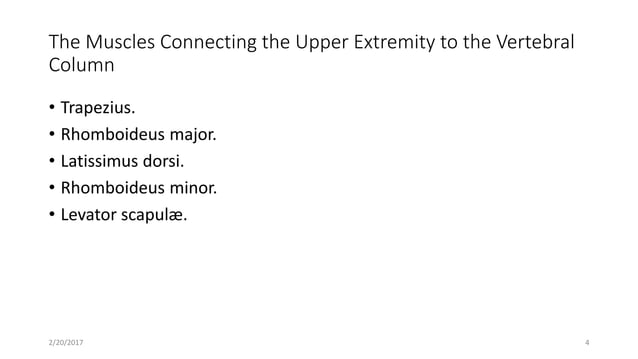 The Muscles Connecting the Upper Extremity to the Vertebral
Column
• Trapezius.
• Rhomboideus major.
• Latissimus dorsi.
• Rhomboideus minor.
• Levator scapulæ.
2/20/2017
4